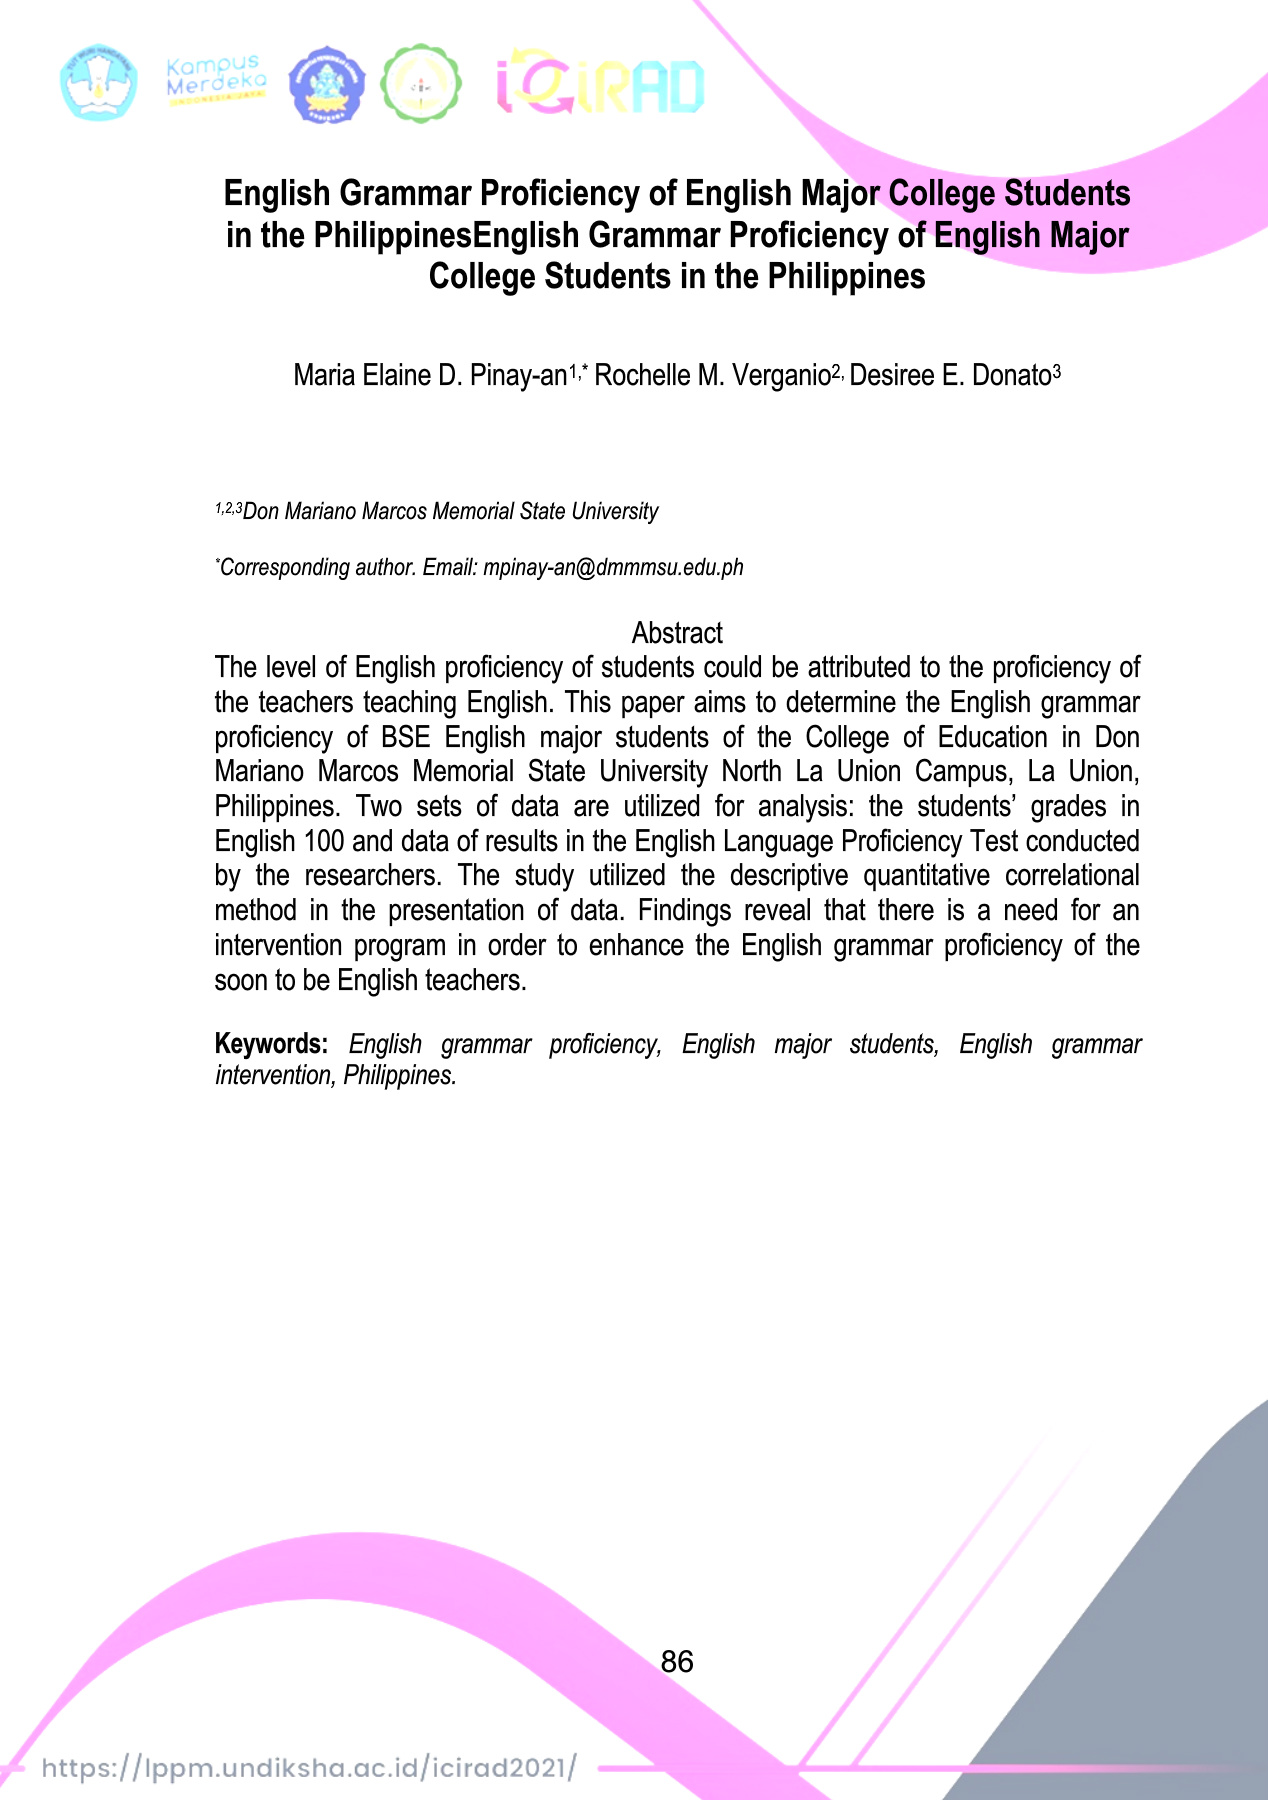 TUT WURI HANDAYANI
Kampus
Merdeka
INDONESIA JAYA
iCiRAD
English Grammar Proficiency of English Major College Students
in the PhilippinesEnglish Grammar Proficiency of English Major
College Students in the Philippines
Maria Elaine D. Pinay-an1,* Rochelle M. Verganio2, Desiree E. Donato3
1,2,3Don Mariano Marcos Memorial State University
*Corresponding author. Email: mpinay-an@dmmmsu.edu.ph
Abstract
The level of English proficiency of students could be attributed to the proficiency of
the teachers teaching English. This paper aims to determine the English grammar
proficiency of BSE English major students of the College of Education in Don
Mariano Marcos Memorial State University North La Union Campus, La Union,
Philippines. Two sets of data are utilized for analysis: the students’ grades in
English 100 and data of results in the English Language Proficiency Test conducted
by the researchers. The study utilized the descriptive quantitative correlational
method in the presentation of data. Findings reveal that there is a need for an
intervention program in order to enhance the English grammar proficiency of the
soon to be English teachers.
Keywords: English grammar proficiency, English major students, English grammar
intervention, Philippines.
86
https://lppm.undiksha.ac.id/icirad2021/